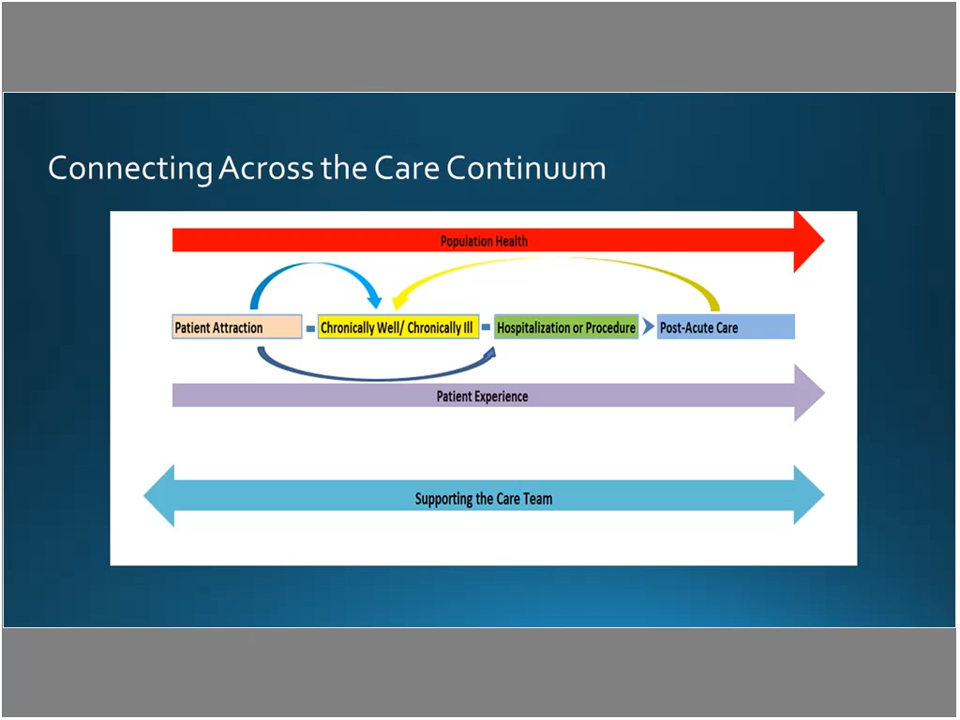 Connecting Across the Care Continuum
Population Health
Patient Attraction
Chronically Well/ Chronically Ill
Hospitalization or Procedure
Post-Acute Care
Patient Experience
Supporting the Care Team